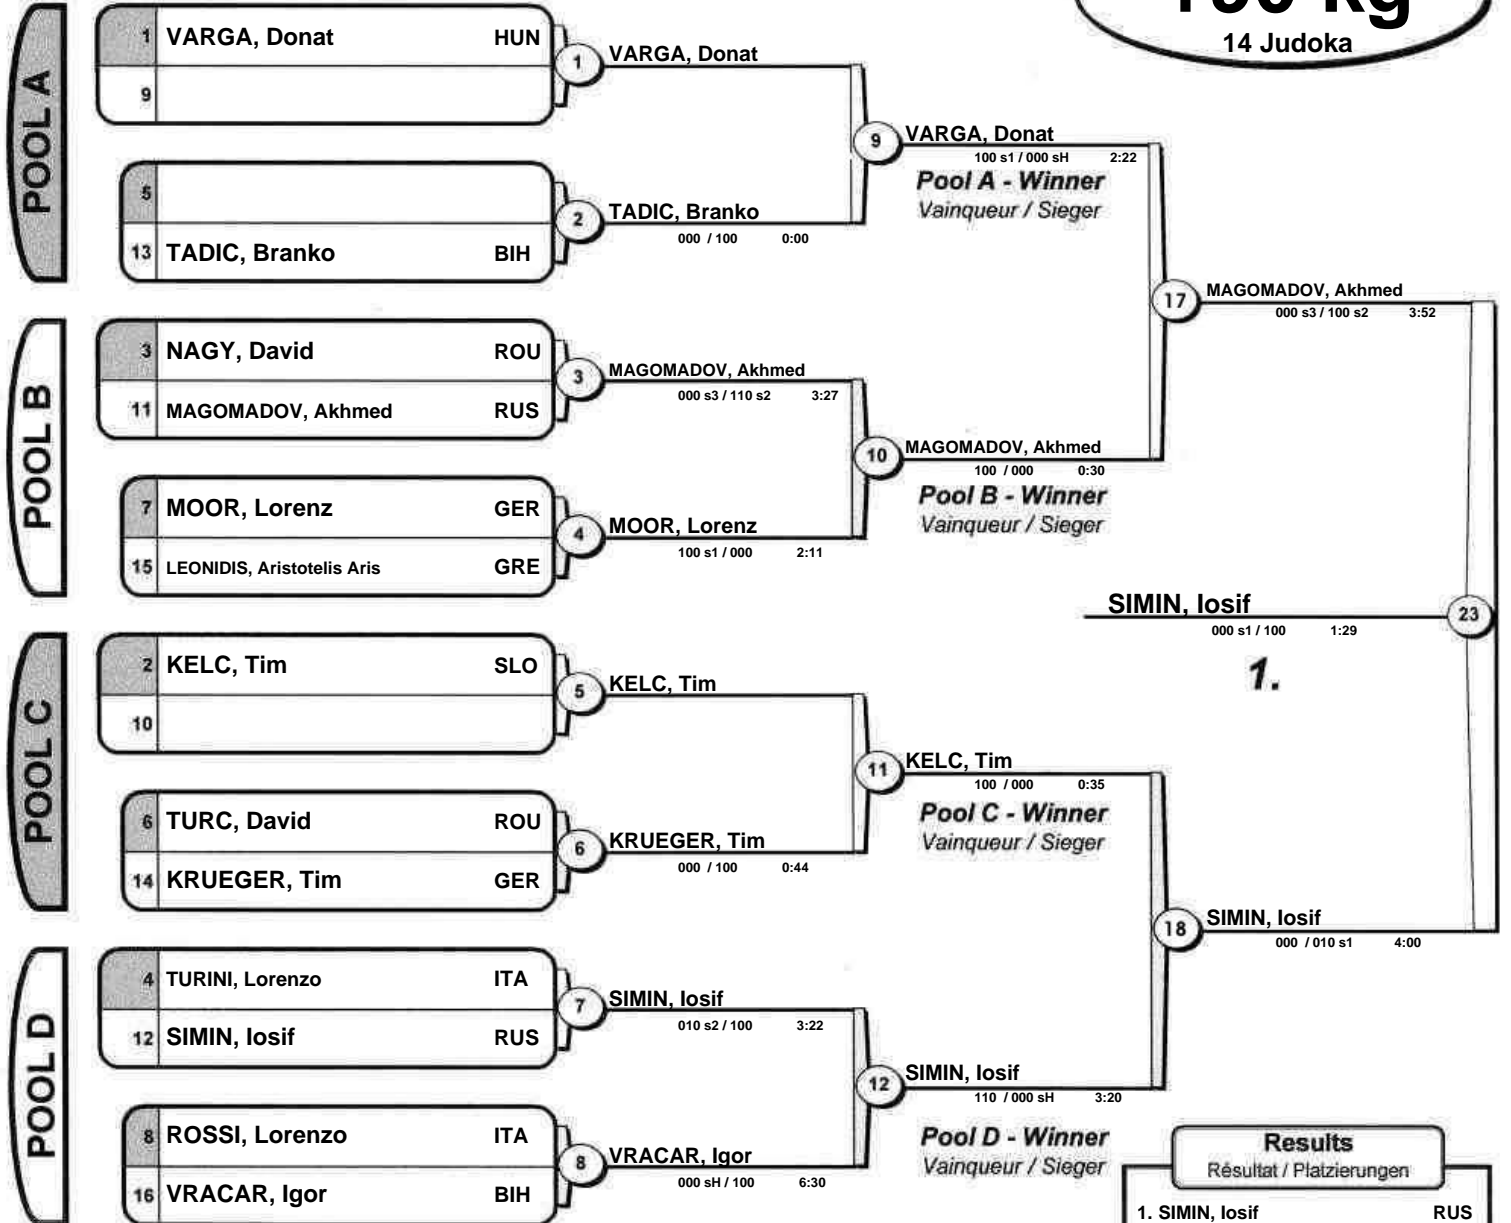 100 kg
14 Judoka
POOL A
1 VARGA, Donat HUN
9
1 VARGA, Donat
5
13 TADIC, Branko BIH
2 TADIC, Branko
000 / 100 0:00
9 VARGA, Donat
100 s1 / 000 sH 2:22
Pool A - Winner
Vainqueur / Sieger
POOL B
3 NAGY, David ROU
11 MAGOMADOV, Akhmed RUS
3 MAGOMADOV, Akhmed
000 s3 / 110 s2 3:27
7 MOOR, Lorenz GER
15 LEONIDIS, Aristotelis Aris GRE
4 MOOR, Lorenz
100 s1 / 000 2:11
10 MAGOMADOV, Akhmed
100 / 000 0:30
Pool B - Winner
Vainqueur / Sieger
17 MAGOMADOV, Akhmed
000 s3 / 100 s2 3:52
SIMIN, Iosif 23
000 s1 / 100 1:29
1.
POOL C
2 KELC, Tim SLO
10
5 KELC, Tim
6 TURC, David ROU
14 KRUEGER, Tim GER
6 KRUEGER, Tim
000 / 100 0:44
11 KELC, Tim
100 / 000 0:35
Pool C - Winner
Vainqueur / Sieger
POOL D
4 TURINI, Lorenzo ITA
12 SIMIN, Iosif RUS
7 SIMIN, Iosif
010 s2 / 100 3:22
8 ROSSI, Lorenzo ITA
16 VRACAR, Igor BIH
8 VRACAR, Igor
000 sH / 100 6:30
12 SIMIN, Iosif
110 / 000 sH 3:20
Pool D - Winner
Vainqueur / Sieger
18 SIMIN, Iosif
000 / 010 s1 4:00
Results
Résultat / Platzierungen
1. SIMIN, Iosif RUS